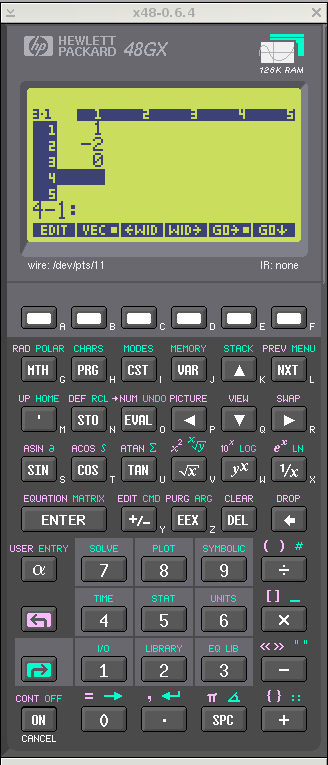 x48-0.6.4
hp HEWLETT PACKARD 48GX
128K RAM
3-1 1 2 3 4 5
1 1
2 -2
3 0
4
5
4-1:
EDIT VEC▪ ←WID WID→ GO→▪ GO↓
wire: /dev/pts/11 IR: none
A B C D E F
RAD POLAR CHARS MODES MEMORY STACK PREV MENU
MTH G PRG H CST I VAR J ▲ K NXT L
UP HOME DEF RCL →NUM UNDO PICTURE VIEW SWAP
' M STO N EVAL O ◀ P ▼ Q ▶ R
ASIN ∂ ACOS ∫ ATAN Σ x² ˣ√y 10ˣ LOG eˣ LN
SIN S COS T TAN U √x V yˣ W 1/x X
EQUATION MATRIX EDIT CMD PURG ARG CLEAR DROP
ENTER +/− Y EEX Z DEL ←
USER ENTRY SOLVE PLOT SYMBOLIC ( ) #
α 7 8 9 ÷
TIME STAT UNITS [ ] _
4 5 6 ×
I/O LIBRARY EQ LIB «» " "
1 2 3 −
CONT OFF = → , ↵ π ∡ { } ::
ON 0 . SPC +
CANCEL